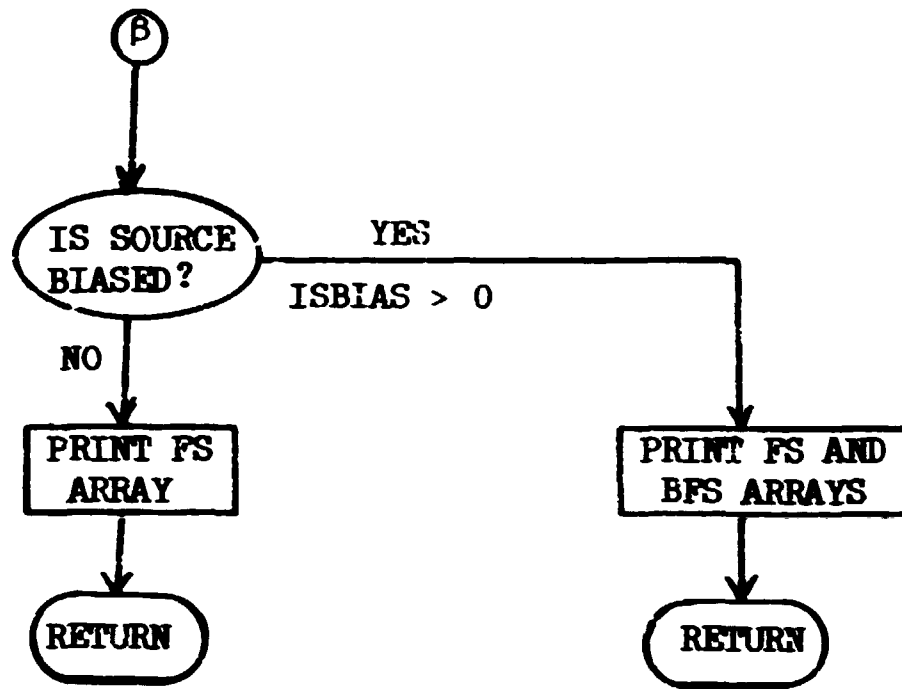 β
IS SOURCE
BIASED?
YES
ISBIAS > 0
NO
PRINT FS
ARRAY
PRINT FS AND
BFS ARRAYS
RETURN
RETURN